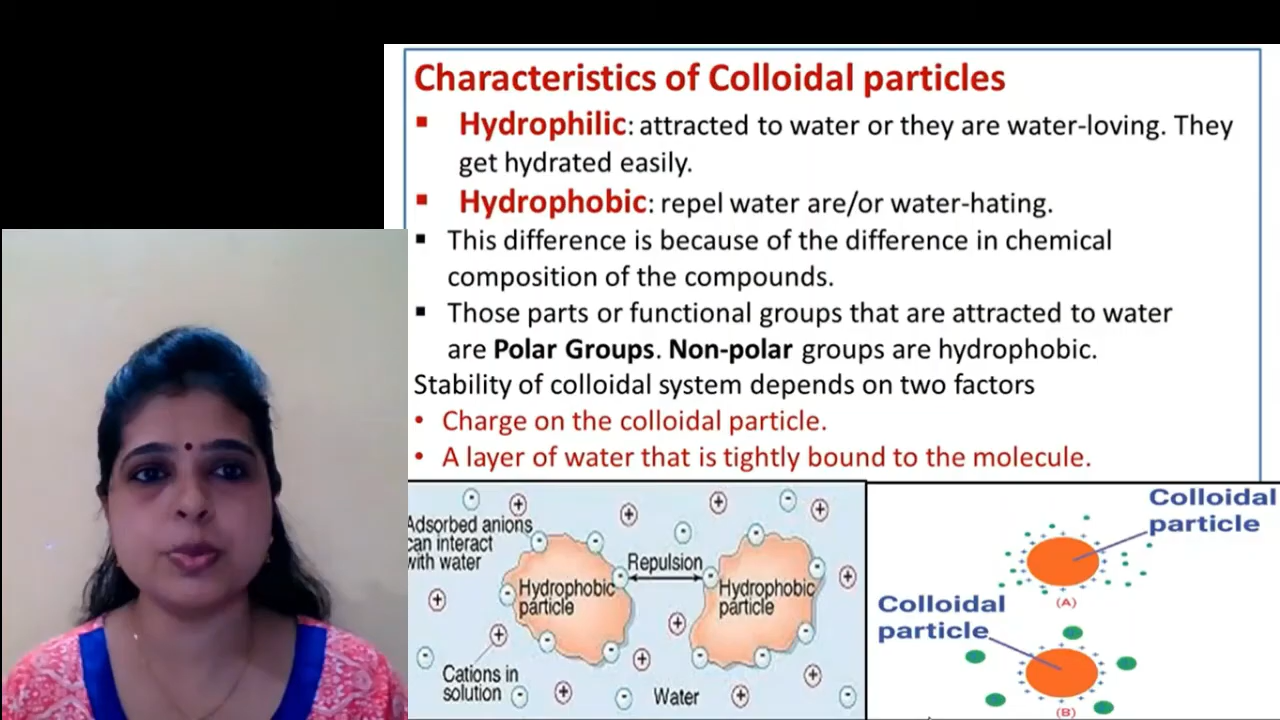 Characteristics of Colloidal particles
▪ Hydrophilic: attracted to water or they are water-loving. They
get hydrated easily.
▪ Hydrophobic: repel water are/or water-hating.
▪ This difference is because of the difference in chemical
composition of the compounds.
▪ Those parts or functional groups that are attracted to water
are Polar Groups. Non-polar groups are hydrophobic.
Stability of colloidal system depends on two factors
• Charge on the colloidal particle.
• A layer of water that is tightly bound to the molecule.
Adsorbed anions
can interact
with water
Hydrophobic
particle
Repulsion
Hydrophobic
particle
Cations in
solution
Water
Colloidal
particle
(A)
Colloidal
particle
(B)